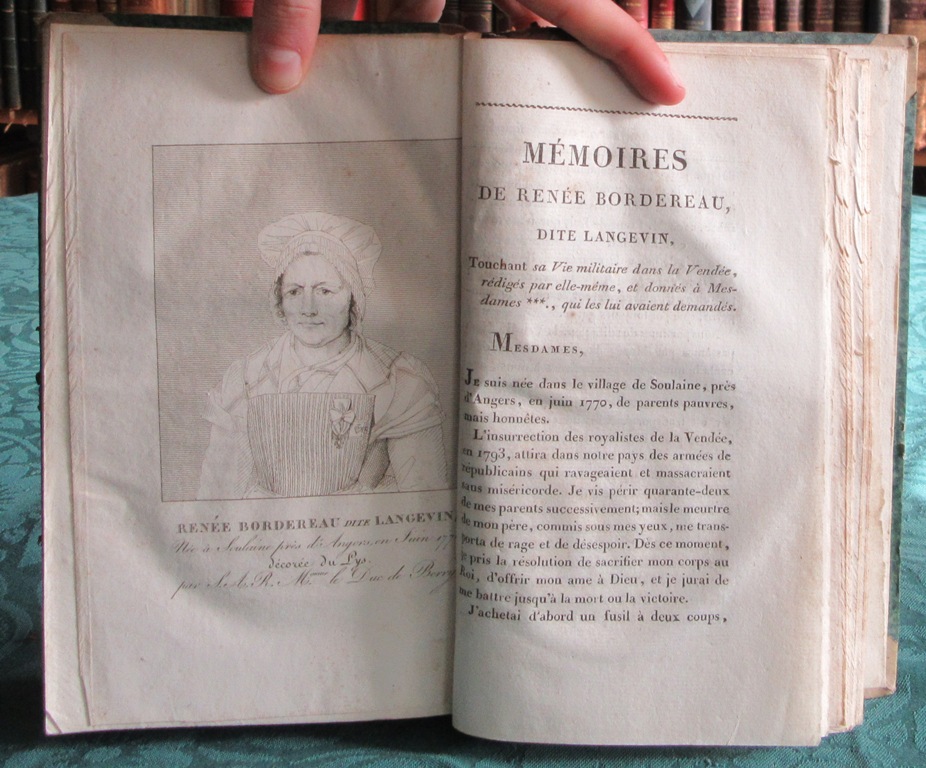 RENÉE BORDEREAU DITE LANGEVIN,
Née à Soulaine près d'Angers, en Juin 177
décorée du Lys
par S. A. R. M. le Duc de Berry
MÉMOIRES
DE RENÉE BORDEREAU,
DITE LANGEVIN,
Touchant sa Vie militaire dans la Vendée,
rédigés par elle-même, et donnés à Mes-
dames ***., qui les lui avaient demandés.
MESDAMES,
Je suis née dans le village de Soulaine, près
d'Angers, en juin 1770, de parents pauvres,
mais honnêtes.
L'insurrection des royalistes de la Vendée,
en 1793, attira dans notre pays des armées de
républicains qui ravageaient et massacraient
sans miséricorde. Je vis périr quarante-deux
de mes parents successivement; mais le meurtre
de mon père, commis sous mes yeux, me trans-
porta de rage et de désespoir. Dès ce moment,
je pris la résolution de sacrifier mon corps au
Roi, d'offrir mon ame à Dieu, et je jurai de
me battre jusqu'à la mort ou la victoire.
J'achetai d'abord un fusil à deux coups,